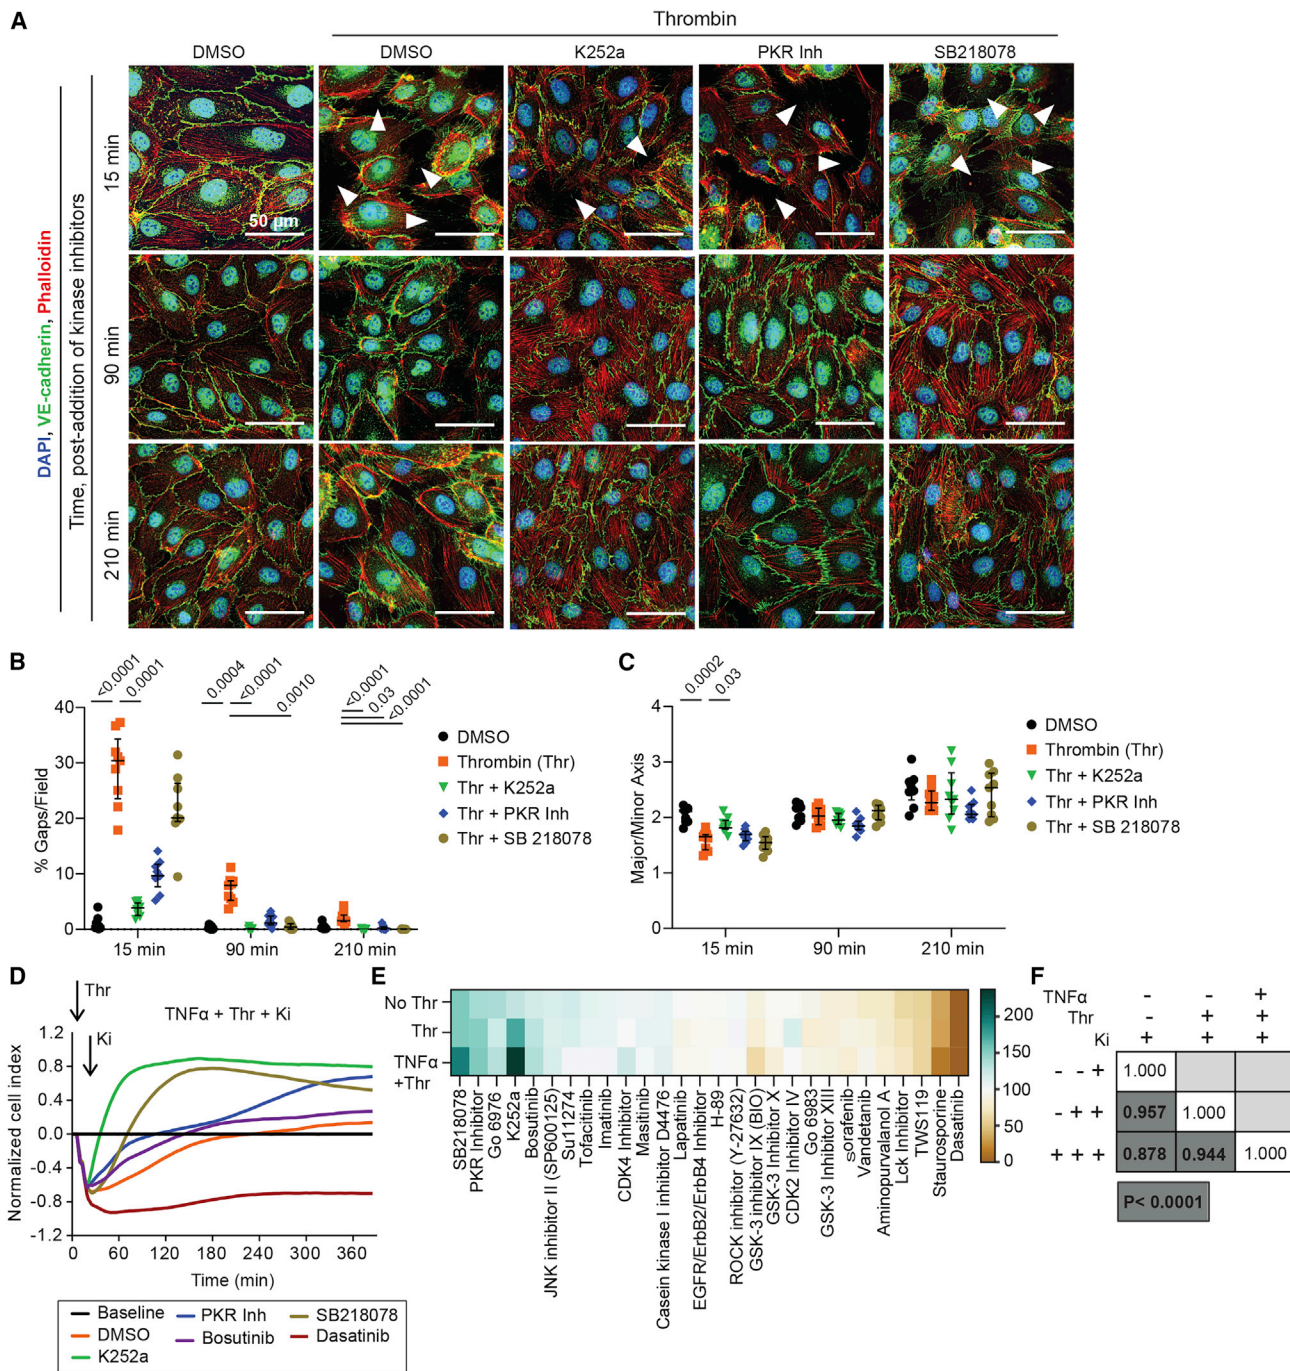 A
Thrombin
DMSO
DMSO
K252a
PKR Inh
SB218078
DAPI, VE-cadherin, Phalloidin
Time, post-addition of kinase inhibitors
15 min
50 µm
90 min
210 min
B
<0.0001
0.0001
0.0004
<0.0001
0.0010
<0.0001
0.03
<0.0001
% Gaps/Field
40
30
20
10
0
15 min
90 min
210 min
DMSO
Thrombin (Thr)
Thr + K252a
Thr + PKR Inh
Thr + SB 218078
C
0.0002
0.03
Major/Minor Axis
4
3
2
1
0
15 min
90 min
210 min
DMSO
Thrombin (Thr)
Thr + K252a
Thr + PKR Inh
Thr + SB 218078
D
Thr
TNFα + Thr + Ki
Ki
Normalized cell index
1.2
0.8
0.4
0.0
-0.4
-0.8
-1.2
0 60 120 180 240 300 360
Time (min)
Baseline
DMSO
K252a
PKR Inh
Bosutinib
SB218078
Dasatinib
E
No Thr
Thr
TNFα
+Thr
SB218078
PKR Inhibitor
Go 6976
K252a
Bosutinib
JNK inhibitor II (SP600125)
Su11274
Tofacitinib
Imatinib
CDK4 Inhibitor
Masitinib
Casein kinase I inhibitor D4476
Lapatinib
EGFR/ErbB2/ErbB4 Inhibitor
H-89
ROCK inhibitor (Y-27632)
GSK-3 inhibitor IX (BIO)
GSK-3 Inhibitor X
CDK2 Inhibitor IV
Go 6983
GSK-3 Inhibitor XIII
sorafenib
Vandetanib
Aminopurvalanol A
Lck Inhibitor
TWS119
Staurosporine
Dasatinib
200
150
100
50
0
F
TNFα - - +
Thr - + +
Ki + + +
- - + 1.000
- + + 0.957 1.000
+ + + 0.878 0.944 1.000
P< 0.0001